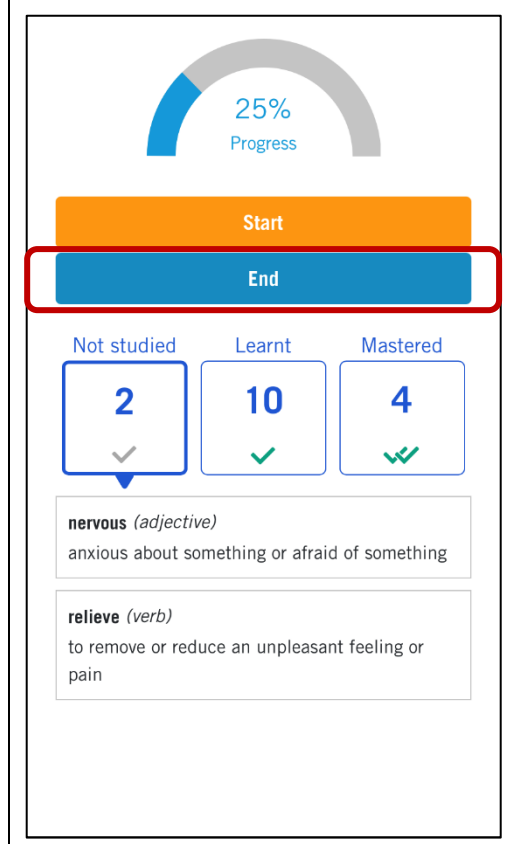 25%
Progress
Start
End
Not studied Learnt Mastered
2 10 4
nervous (adjective)
anxious about something or afraid of something
relieve (verb)
to remove or reduce an unpleasant feeling or
pain